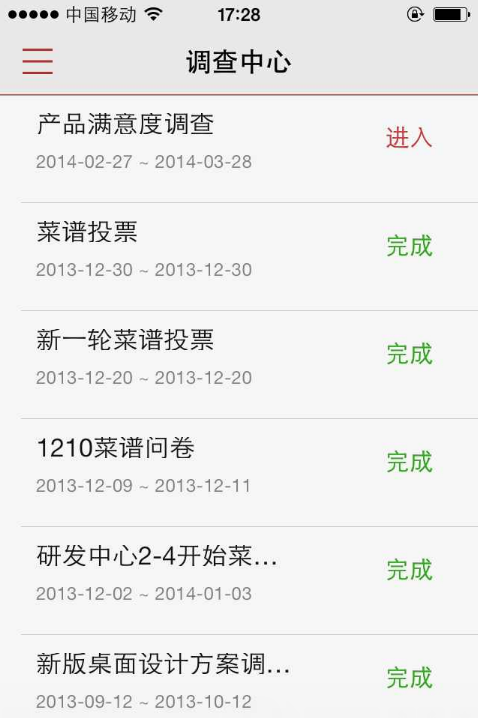 中国移动 17:28
调查中心
产品满意度调查
进入
2014-02-27 ~ 2014-03-28
菜谱投票
完成
2013-12-30 ~ 2013-12-30
新一轮菜谱投票
完成
2013-12-20 ~ 2013-12-20
1210菜谱问卷
完成
2013-12-09 ~ 2013-12-11
研发中心2-4开始菜...
完成
2013-12-02 ~ 2014-01-03
新版桌面设计方案调...
完成
2013-09-12 ~ 2013-10-12